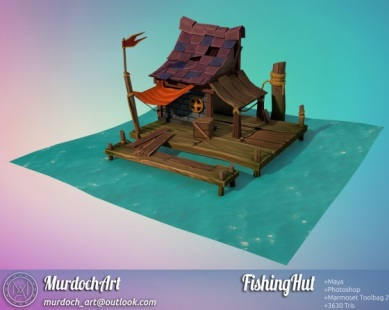 MurdochArt
murdoch_art@outlook.com
FishingHut
+Maya
+Photoshop
+Marmoset Toolbag 2
+3630 Tris